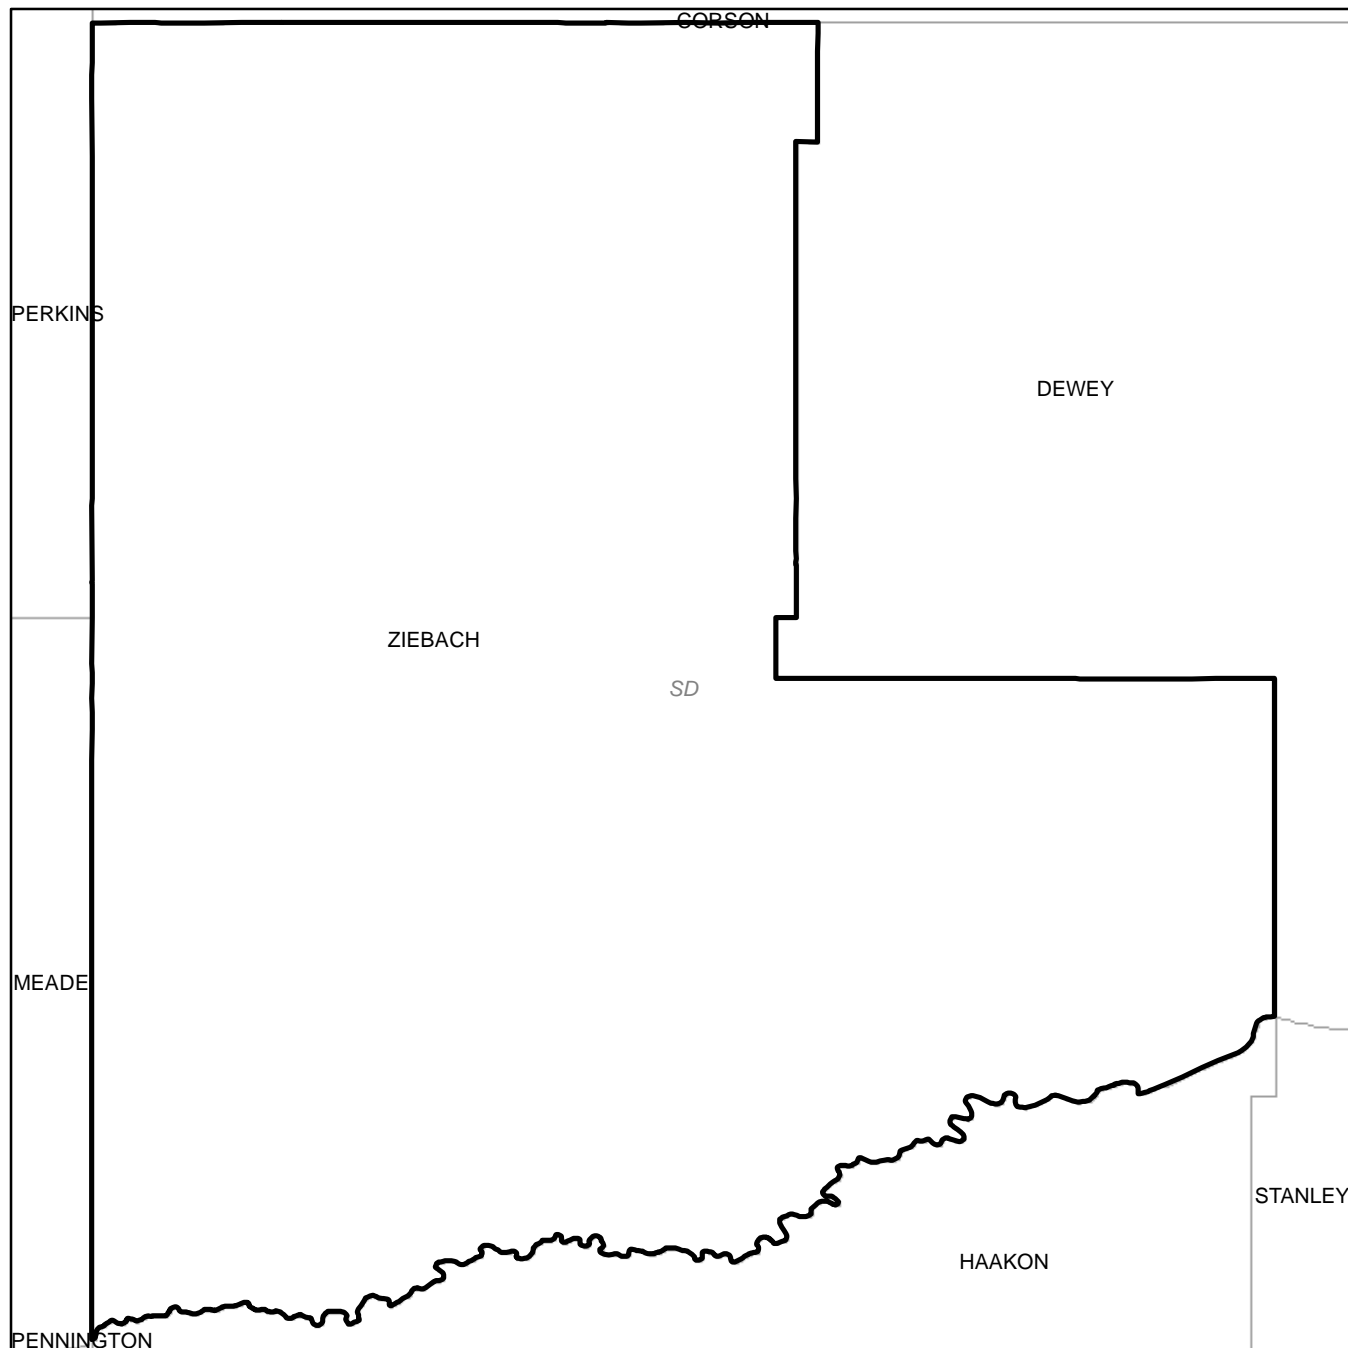 CORSON
PERKINS
DEWEY
ZIEBACH
SD
MEADE
STANLEY
HAAKON
PENNINGTON